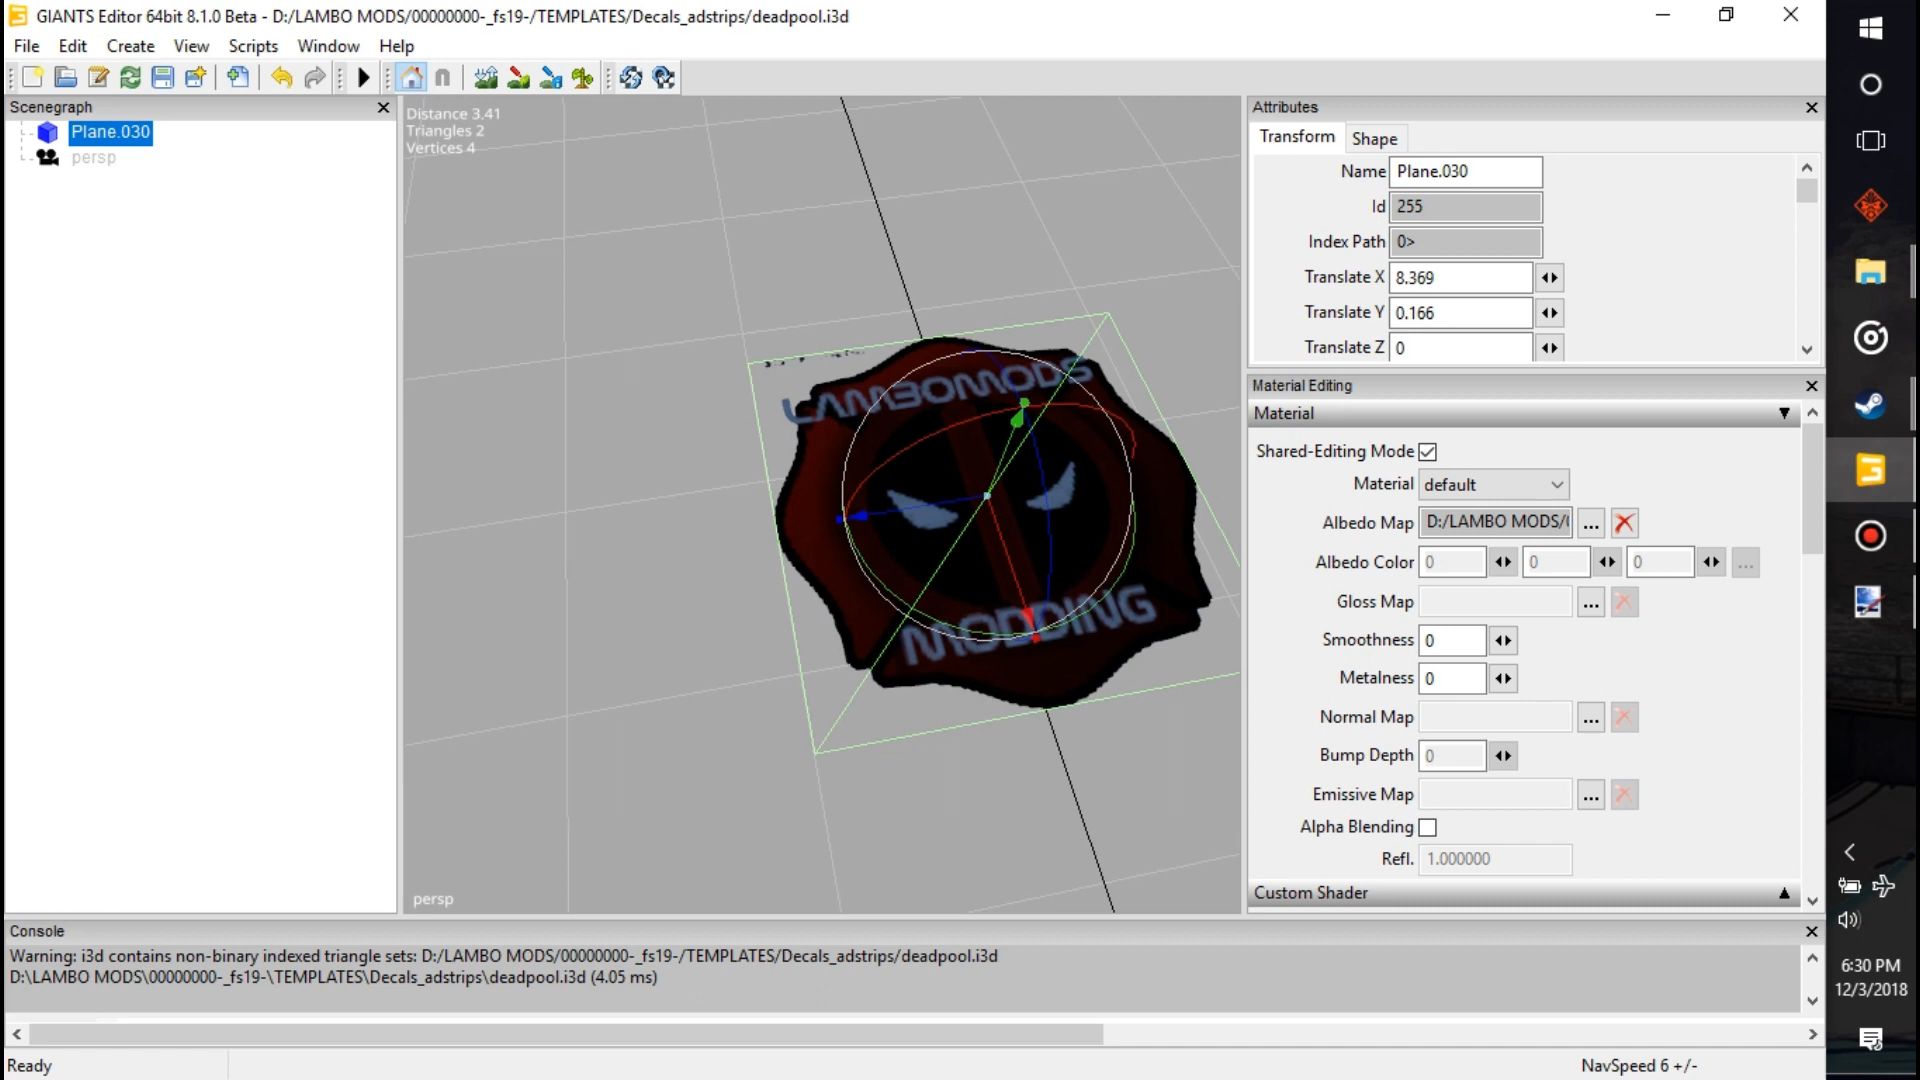 GIANTS Editor 64bit 8.1.0 Beta - D:/LAMBO MODS/00000000-_fs19-/TEMPLATES/Decals_adstrips/deadpool.i3d
File Edit Create View Scripts Window Help
Scenegraph
Plane.030
persp
Distance 3.41
Triangles 2
Vertices 4
LAMBOMODS
MODDING
persp
Attributes
Transform Shape
Name Plane.030
Id 255
Index Path 0>
Translate X 8.369
Translate Y 0.166
Translate Z 0
Material Editing
Material
Shared-Editing Mode
Material default
Albedo Map D:/LAMBO MODS/(
Albedo Color 0 0 0 ...
Gloss Map ...
Smoothness 0
Metalness 0
Normal Map ...
Bump Depth 0
Emissive Map ...
Alpha Blending
Refl. 1.000000
Custom Shader
Console
Warning: i3d contains non-binary indexed triangle sets: D:/LAMBO MODS/00000000-_fs19-/TEMPLATES/Decals_adstrips/deadpool.i3d
D:\LAMBO MODS\00000000-_fs19-\TEMPLATES\Decals_adstrips\deadpool.i3d (4.05 ms)
Ready
NavSpeed 6 +/-
6:30 PM
12/3/2018